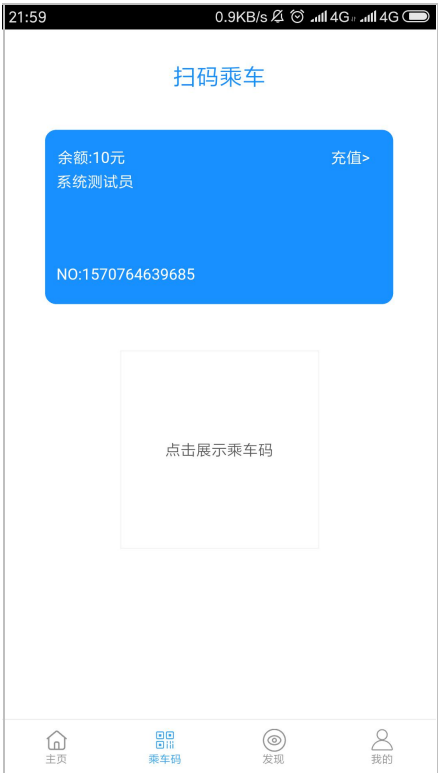 21:59 0.9KB/s 4G 4G
扫码乘车
余额:10元 充值>
系统测试员
NO:1570764639685
点击展示乘车码
主页 乘车码 发现 我的